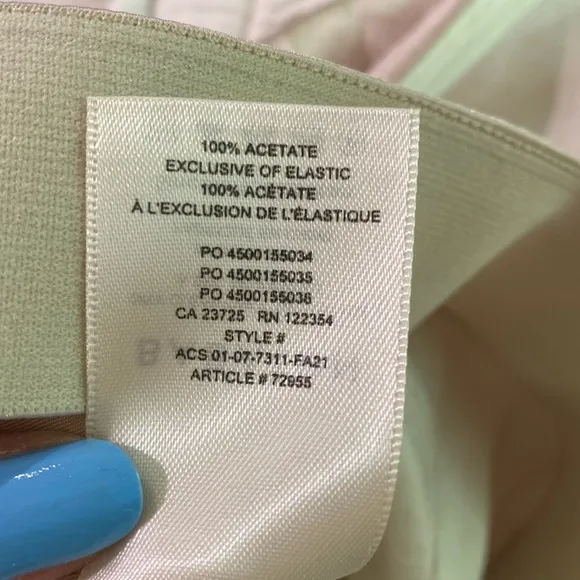 100% ACETATE
EXCLUSIVE OF ELASTIC
100% ACÉTATE
À L'EXCLUSION DE L'ÉLASTIQUE
PO 4500155034
PO 4500155035
PO 4500155036
CA 23725 RN 122354
STYLE #
ACS 01-07-7311-FA21
ARTICLE # 72955